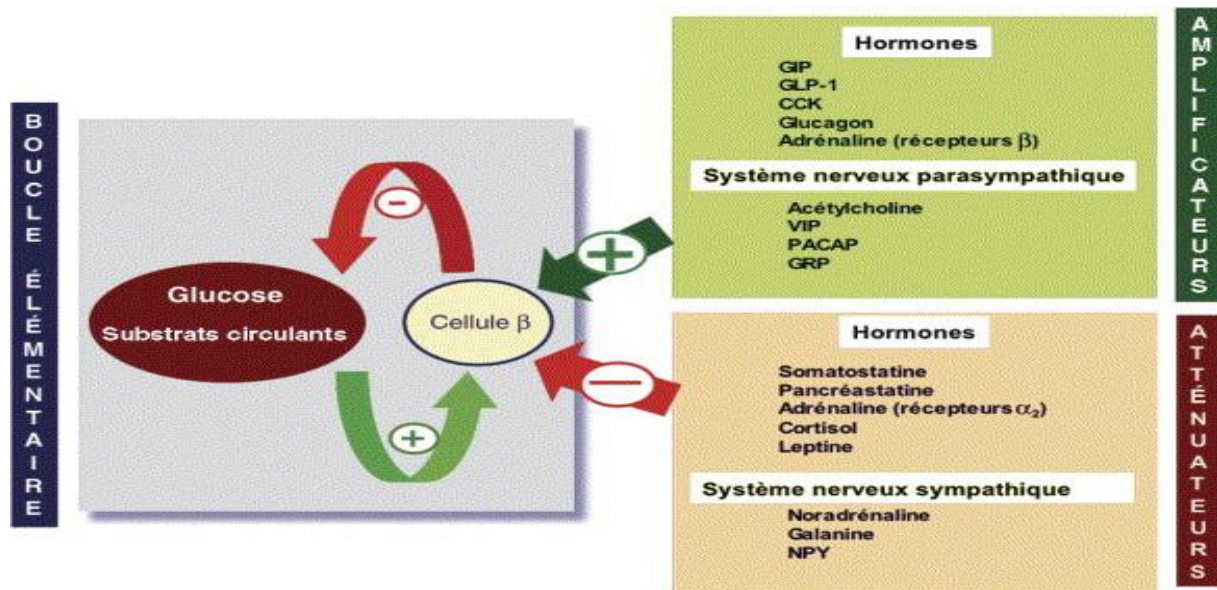 BOUCLE ÉLÉMENTAIRE
Glucose
Substrats circulants
-
Cellule β
+
+
−
Hormones
GIP
GLP-1
CCK
Glucagon
Adrénaline (récepteurs β)
Système nerveux parasympathique
Acétylcholine
VIP
PACAP
GRP
AMPLIFICATEURS
Hormones
Somatostatine
Pancréastatine
Adrénaline (récepteurs α₂)
Cortisol
Leptine
Système nerveux sympathique
Noradrénaline
Galanine
NPY
ATTÉNUATEURS